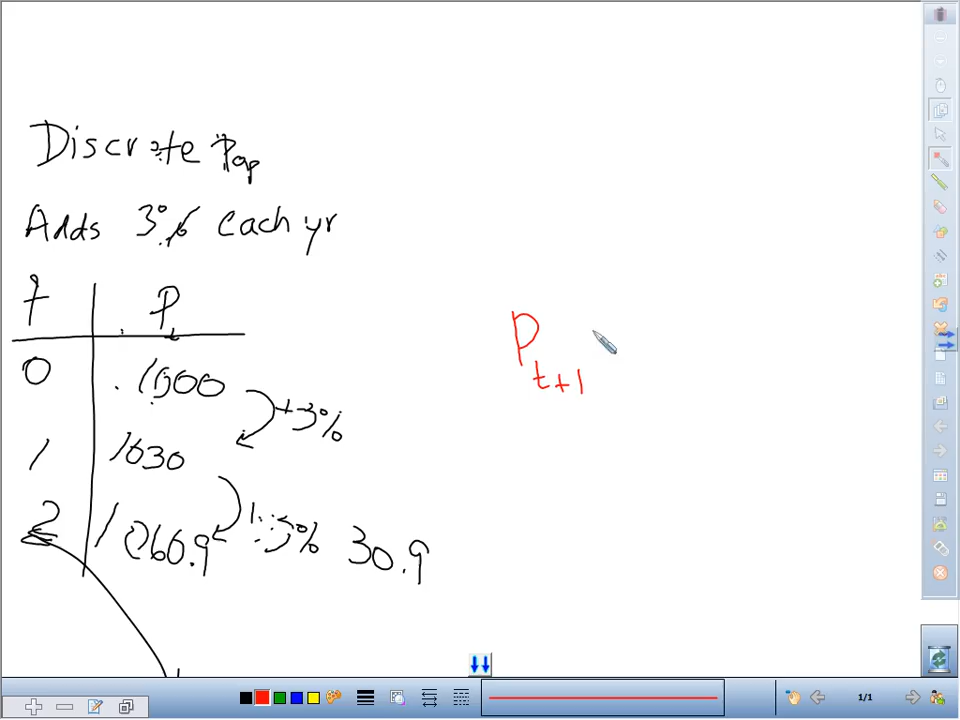 Discrete Pop
Adds 3% each yr
t P
0 1000
+3%
1 1030
2 1060.9 +3% 30.9
P t+1
1/1